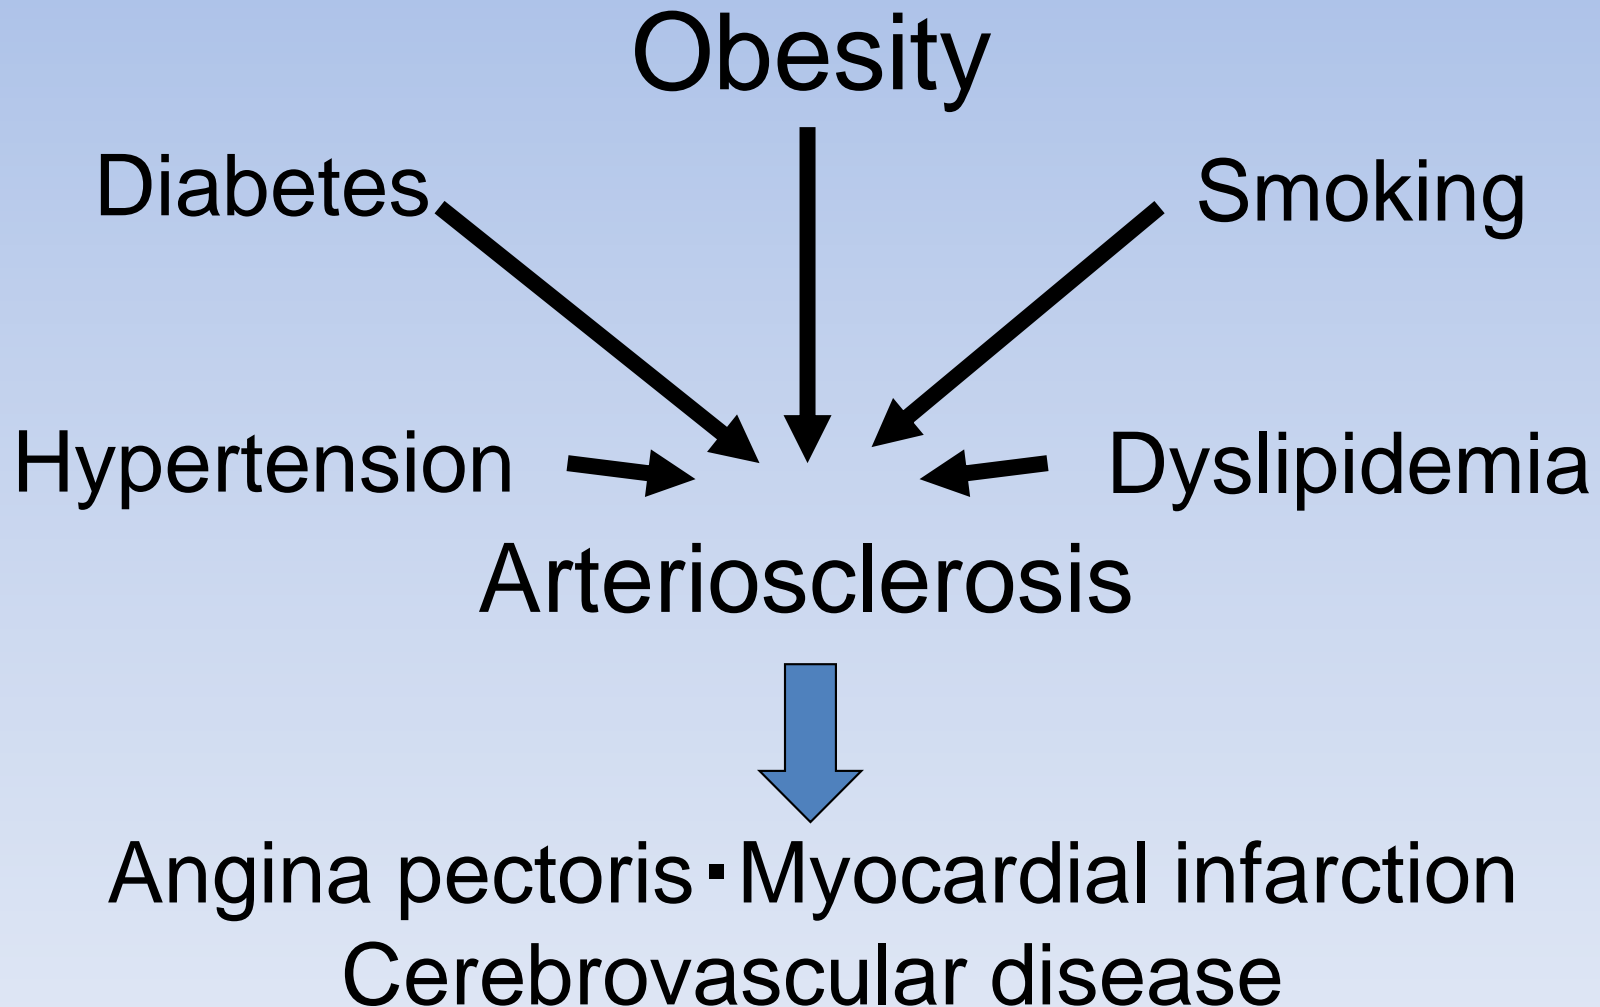 Obesity
Diabetes
Smoking
Hypertension
Dyslipidemia
Arteriosclerosis
Angina pectoris・Myocardial infarction
Cerebrovascular disease